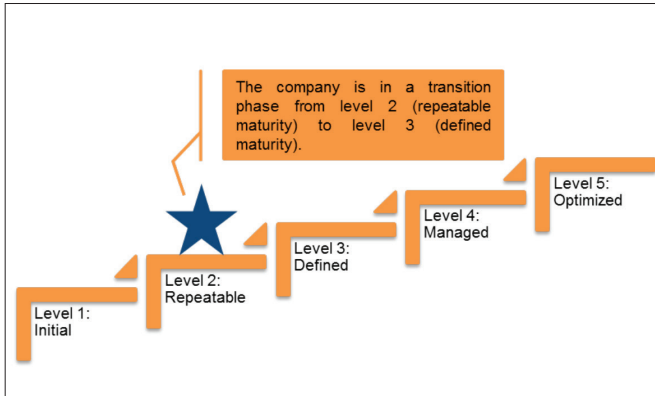 The company is in a transition
phase from level 2 (repeatable
maturity) to level 3 (defined
maturity).
Level 5:
Optimized
Level 4:
Managed
Level 3:
Defined
Level 2:
Repeatable
Level 1:
Initial